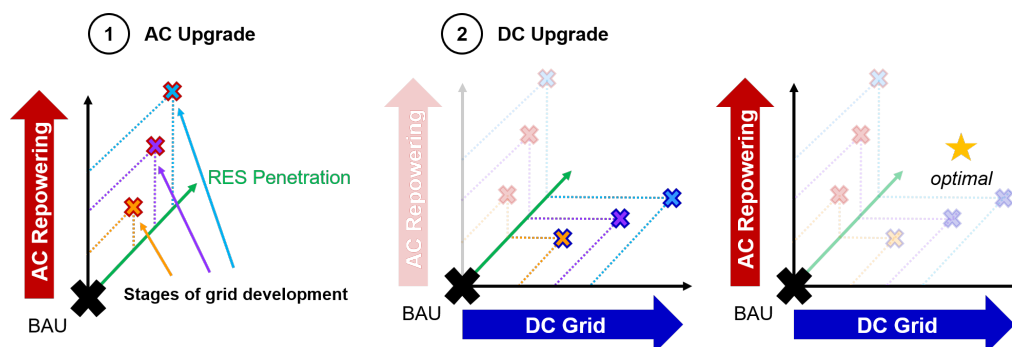 1 AC Upgrade
AC Repowering
RES Penetration
Stages of grid development
BAU
2 DC Upgrade
AC Repowering
BAU
DC Grid
AC Repowering
optimal
BAU
DC Grid